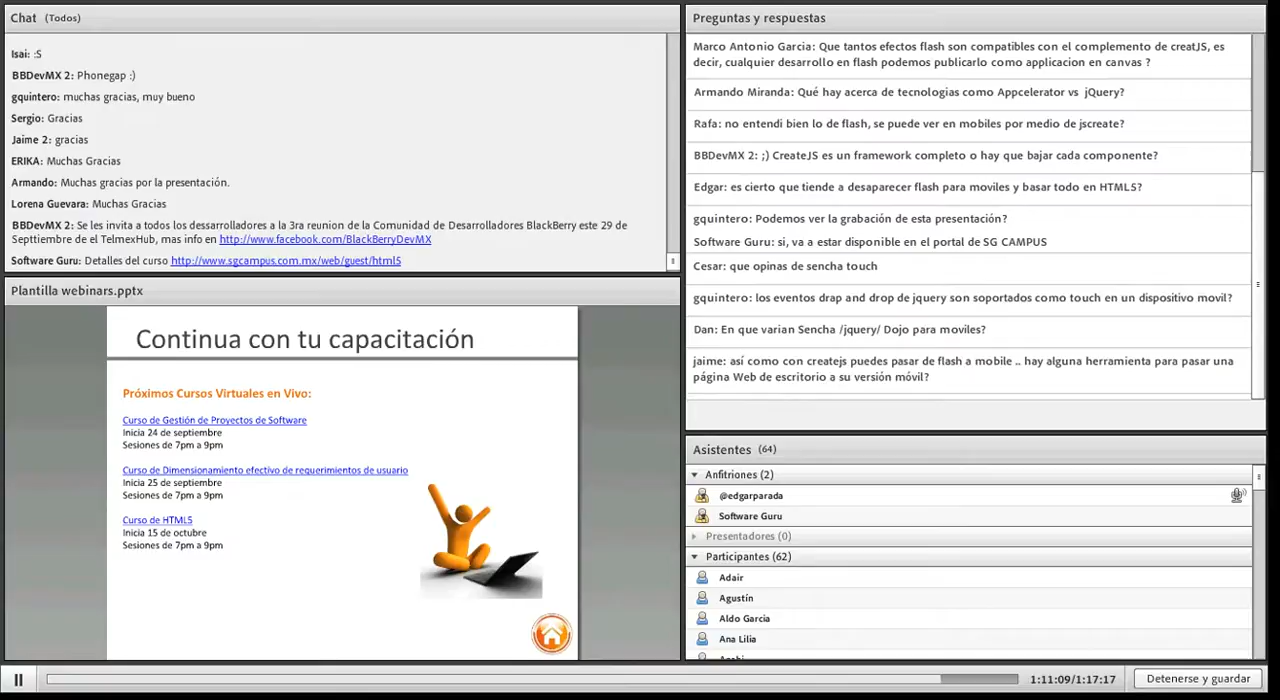 Chat (Todos)
Isai: :S
BBDevMX 2: Phonegap :)
gquintero: muchas gracias, muy bueno
Sergio: Gracias
Jaime 2: gracias
ERIKA: Muchas Gracias
Armando: Muchas gracias por la presentación.
Lorena Guevara: Muchas Gracias
BBDevMX 2: Se les invita a todos los dessarrolladores a la 3ra reunion de la Comunidad de Desarrolladores BlackBerry este 29 de
Septtiembre de el TelmexHub, mas info en http://www.facebook.com/BlackBerryDevMX
Software Guru: Detalles del curso http://www.sgcampus.com.mx/web/guest/html5
Plantilla webinars.pptx
Continua con tu capacitación
Próximos Cursos Virtuales en Vivo:
Curso de Gestión de Proyectos de Software
Inicia 24 de septiembre
Sesiones de 7pm a 9pm
Curso de Dimensionamiento efectivo de requerimientos de usuario
Inicia 25 de septiembre
Sesiones de 7pm a 9pm
Curso de HTML5
Inicia 15 de octubre
Sesiones de 7pm a 9pm
Preguntas y respuestas
Marco Antonio Garcia: Que tantos efectos flash son compatibles con el complemento de creatJS, es
decir, cualquier desarrollo en flash podemos publicarlo como applicacion en canvas ?
Armando Miranda: Qué hay acerca de tecnologias como Appcelerator vs jQuery?
Rafa: no entendi bien lo de flash, se puede ver en mobiles por medio de jscreate?
BBDevMX 2: ;) CreateJS es un framework completo o hay que bajar cada componente?
Edgar: es cierto que tiende a desaparecer flash para moviles y basar todo en HTML5?
gquintero: Podemos ver la grabación de esta presentación?
Software Guru: si, va a estar disponible en el portal de SG CAMPUS
Cesar: que opinas de sencha touch
gquintero: los eventos drap and drop de jquery son soportados como touch en un dispositivo movil?
Dan: En que varian Sencha /jquery/ Dojo para moviles?
jaime: así como con createjs puedes pasar de flash a mobile .. hay alguna herramienta para pasar una
página Web de escritorio a su versión móvil?
Asistentes (64)
Anfitriones (2)
@edgarparada
Software Guru
Presentadores (0)
Participantes (62)
Adair
Agustín
Aldo Garcia
Ana Lilia
1:11:09/1:17:17
Detenerse y guardar